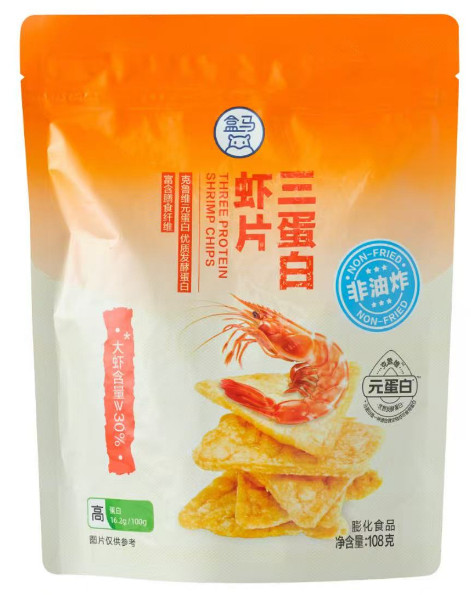 盒马
三蛋白
虾片
THREE PROTEIN
SHRIMP CHIPS
克鲁维元蛋白 优质发酵蛋白
富含膳食纤维
NON-FRIED
非油炸
NON-FRIED
克鲁维
元蛋白
*大虾含量≥30%
高
蛋白
16.2g/100g
图片仅供参考
膨化食品
净含量:108克